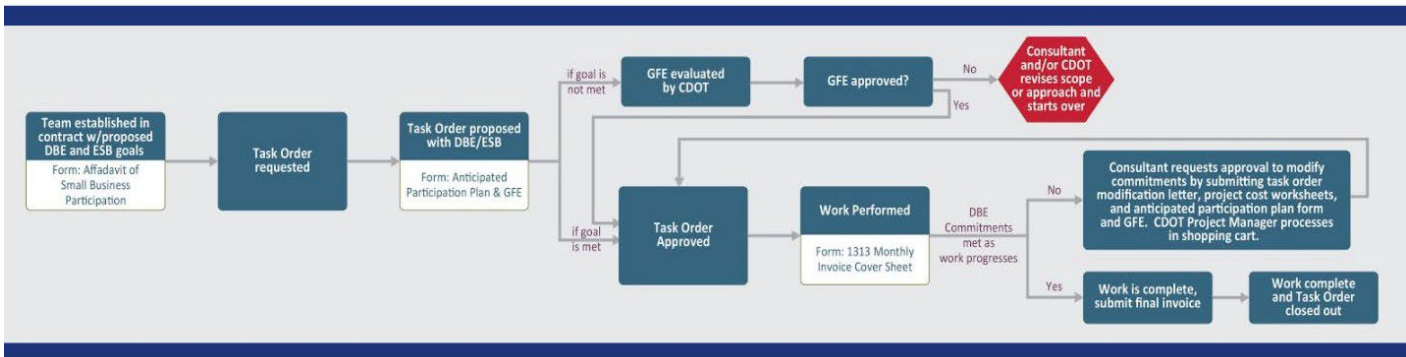 Team established in
contract w/proposed
DBE and ESB goals
Form: Affadavit of
Small Business
Participation
Task Order
requested
Task Order proposed
with DBE/ESB
Form: Anticipated
Participation Plan & GFE
if goal is
not met
GFE evaluated
by CDOT
GFE approved?
No
Consultant
and/or CDOT
revises scope
or approach and
starts over
Yes
if goal
is met
Task Order
Approved
Work Performed
Form: 1313 Monthly
Invoice Cover Sheet
DBE
Commitments
met as
work progresses
No
Consultant requests approval to modify
commitments by submitting task order
modification letter, project cost worksheets,
and anticipated participation plan form
and GFE. CDOT Project Manager processes
in shopping cart.
Yes
Work is complete,
submit final invoice
Work complete
and Task Order
closed out